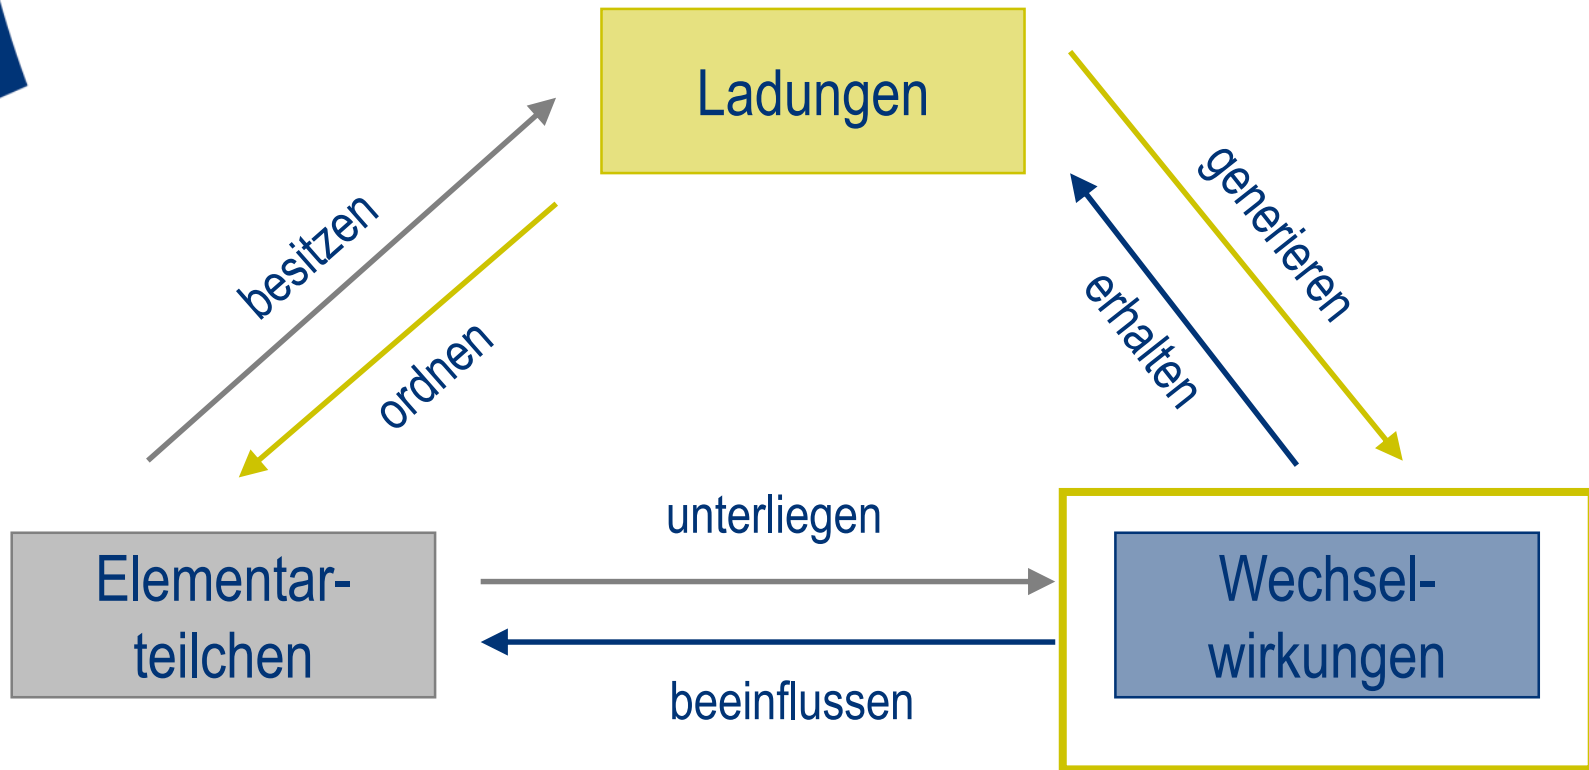 Ladungen
besitzen
ordnen
generieren
erhalten
unterliegen
Elementar-
teilchen
Wechsel-
wirkungen
beeinflussen